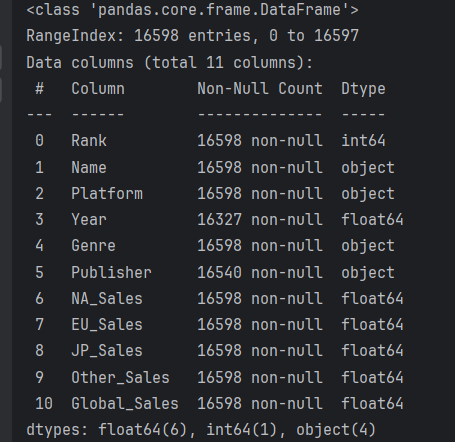 <class 'pandas.core.frame.DataFrame'>
RangeIndex: 16598 entries, 0 to 16597
Data columns (total 11 columns):
 #   Column        Non-Null Count  Dtype
---  ------        --------------  -----
 0   Rank          16598 non-null  int64
 1   Name          16598 non-null  object
 2   Platform      16598 non-null  object
 3   Year          16327 non-null  float64
 4   Genre         16598 non-null  object
 5   Publisher     16540 non-null  object
 6   NA_Sales      16598 non-null  float64
 7   EU_Sales      16598 non-null  float64
 8   JP_Sales      16598 non-null  float64
 9   Other_Sales   16598 non-null  float64
 10  Global_Sales  16598 non-null  float64
dtypes: float64(6), int64(1), object(4)